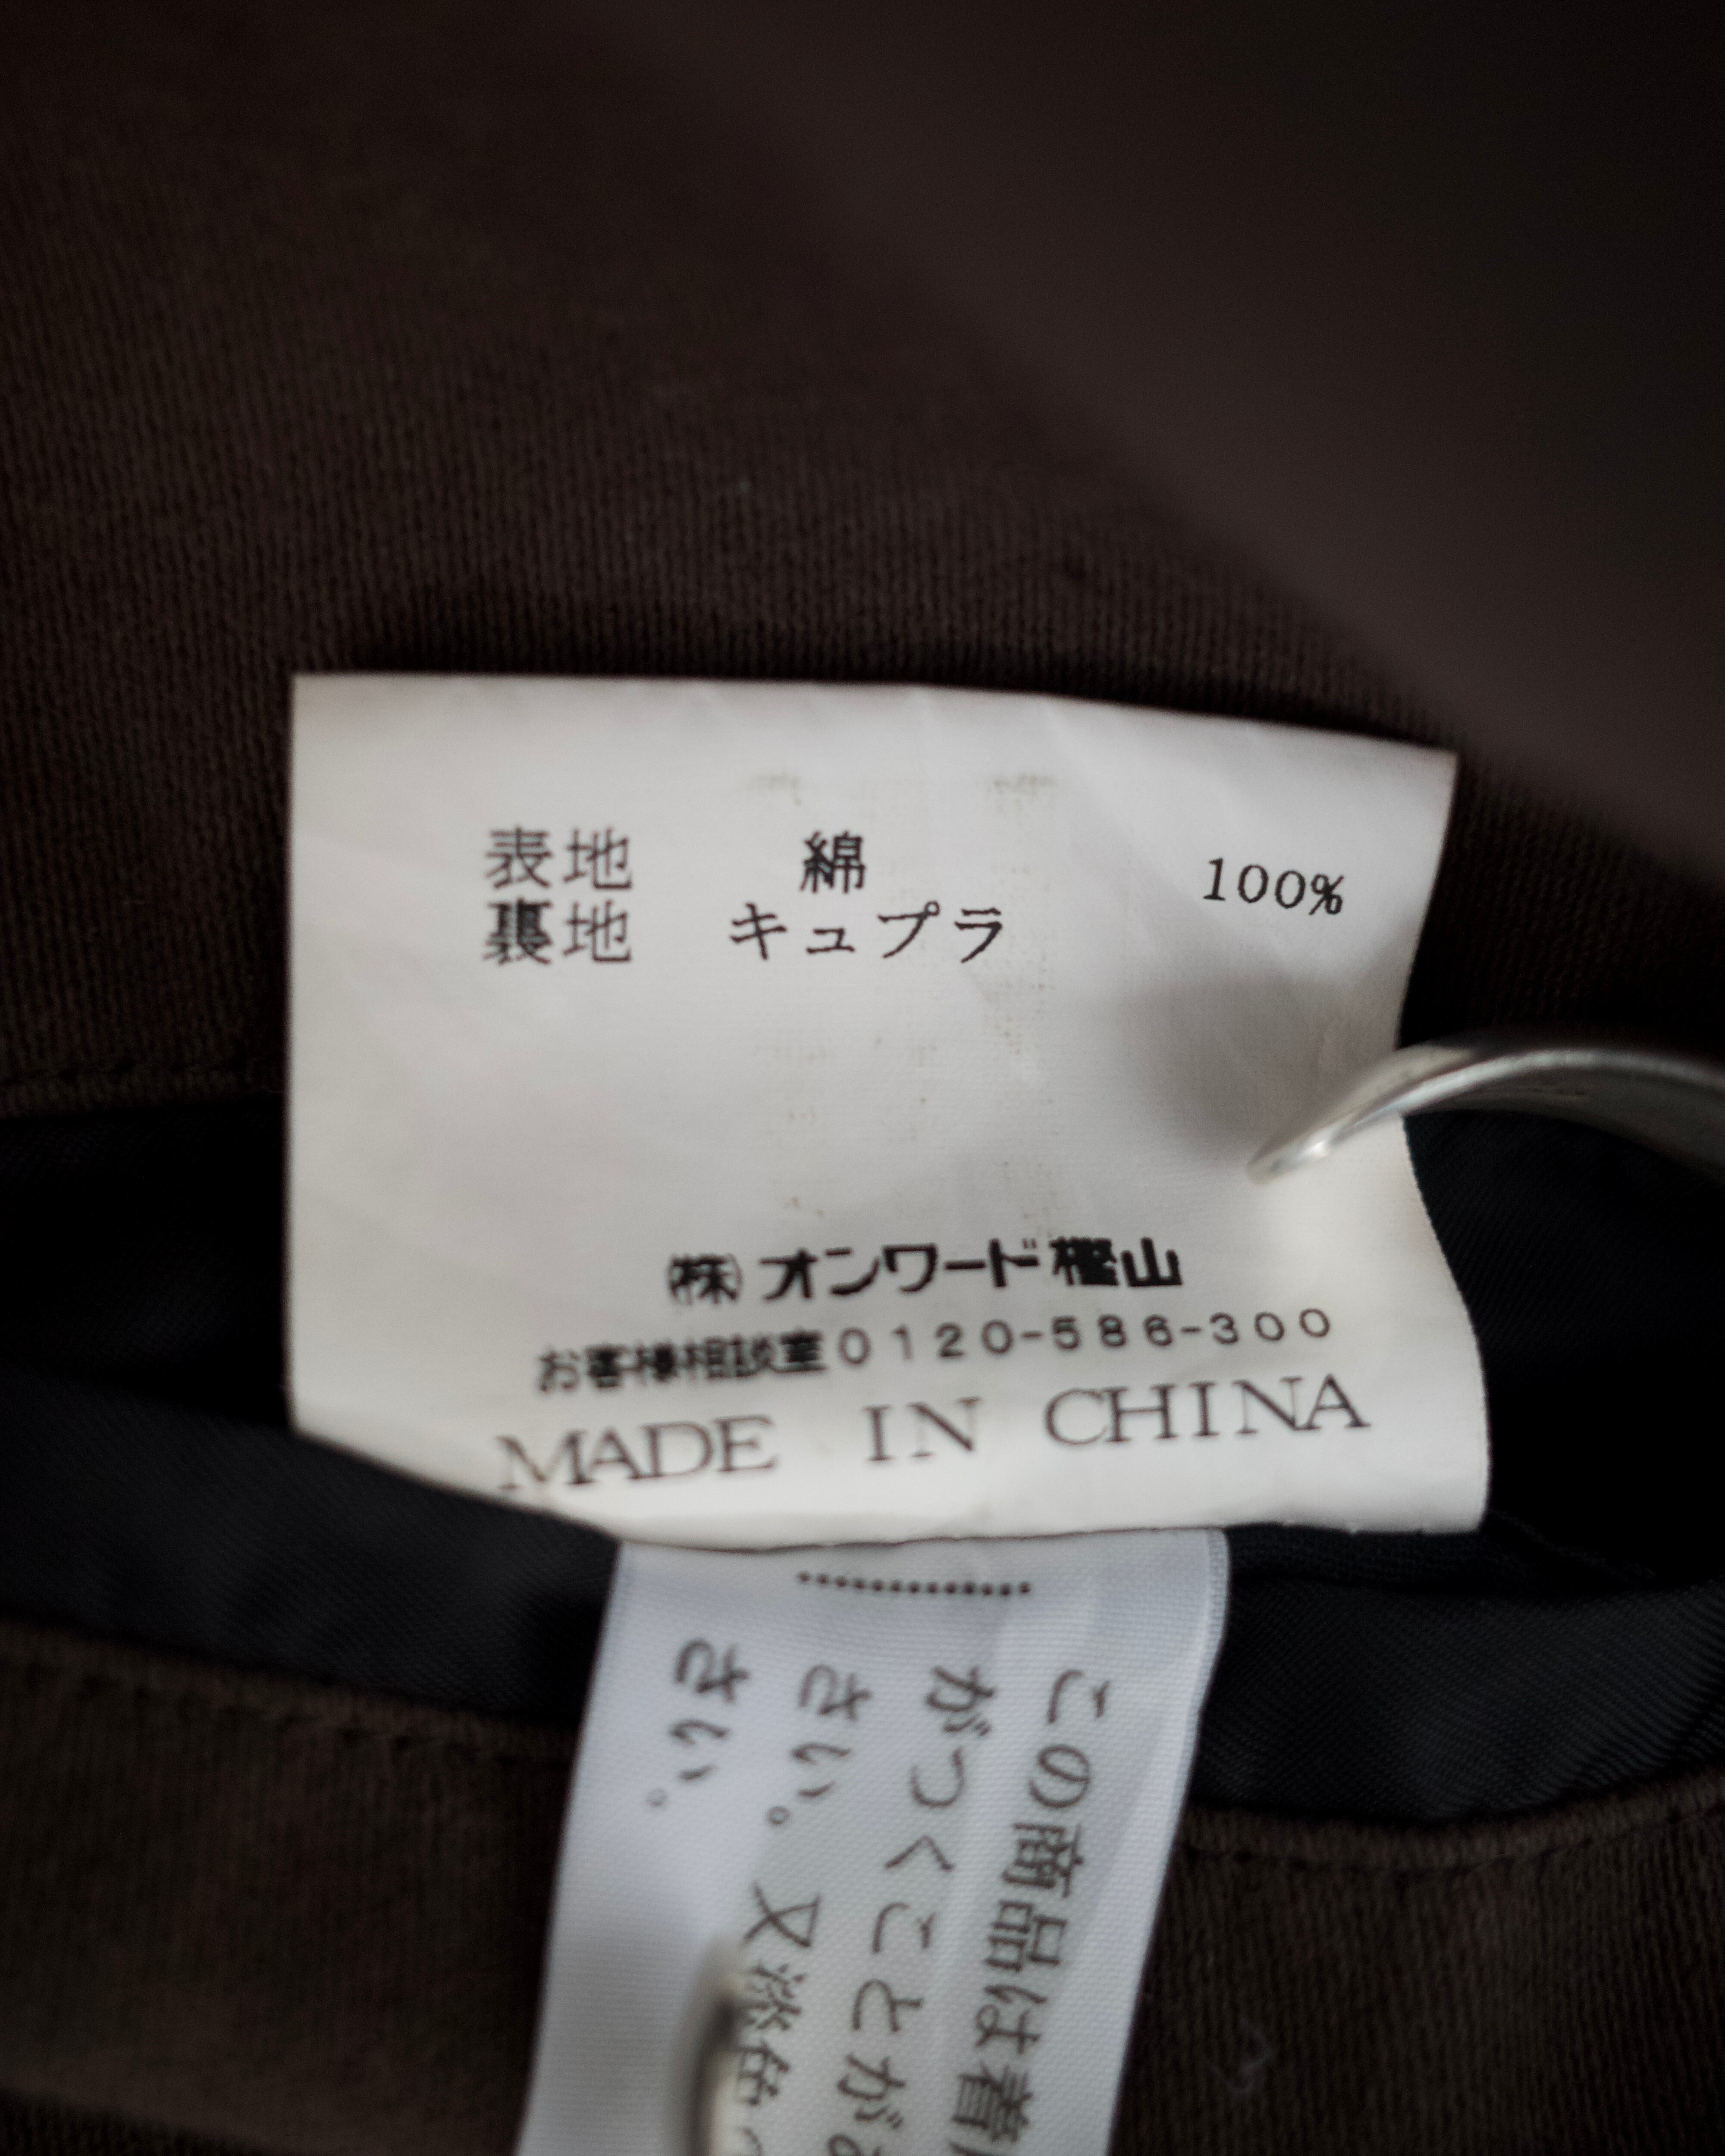 表地 綿 100%
裏地 キュプラ
㈱オンワード樫山
お客様相談室0120-586-300
MADE IN CHINA
この商品は着
がつくことがあ
さい。又淡色の
さい。